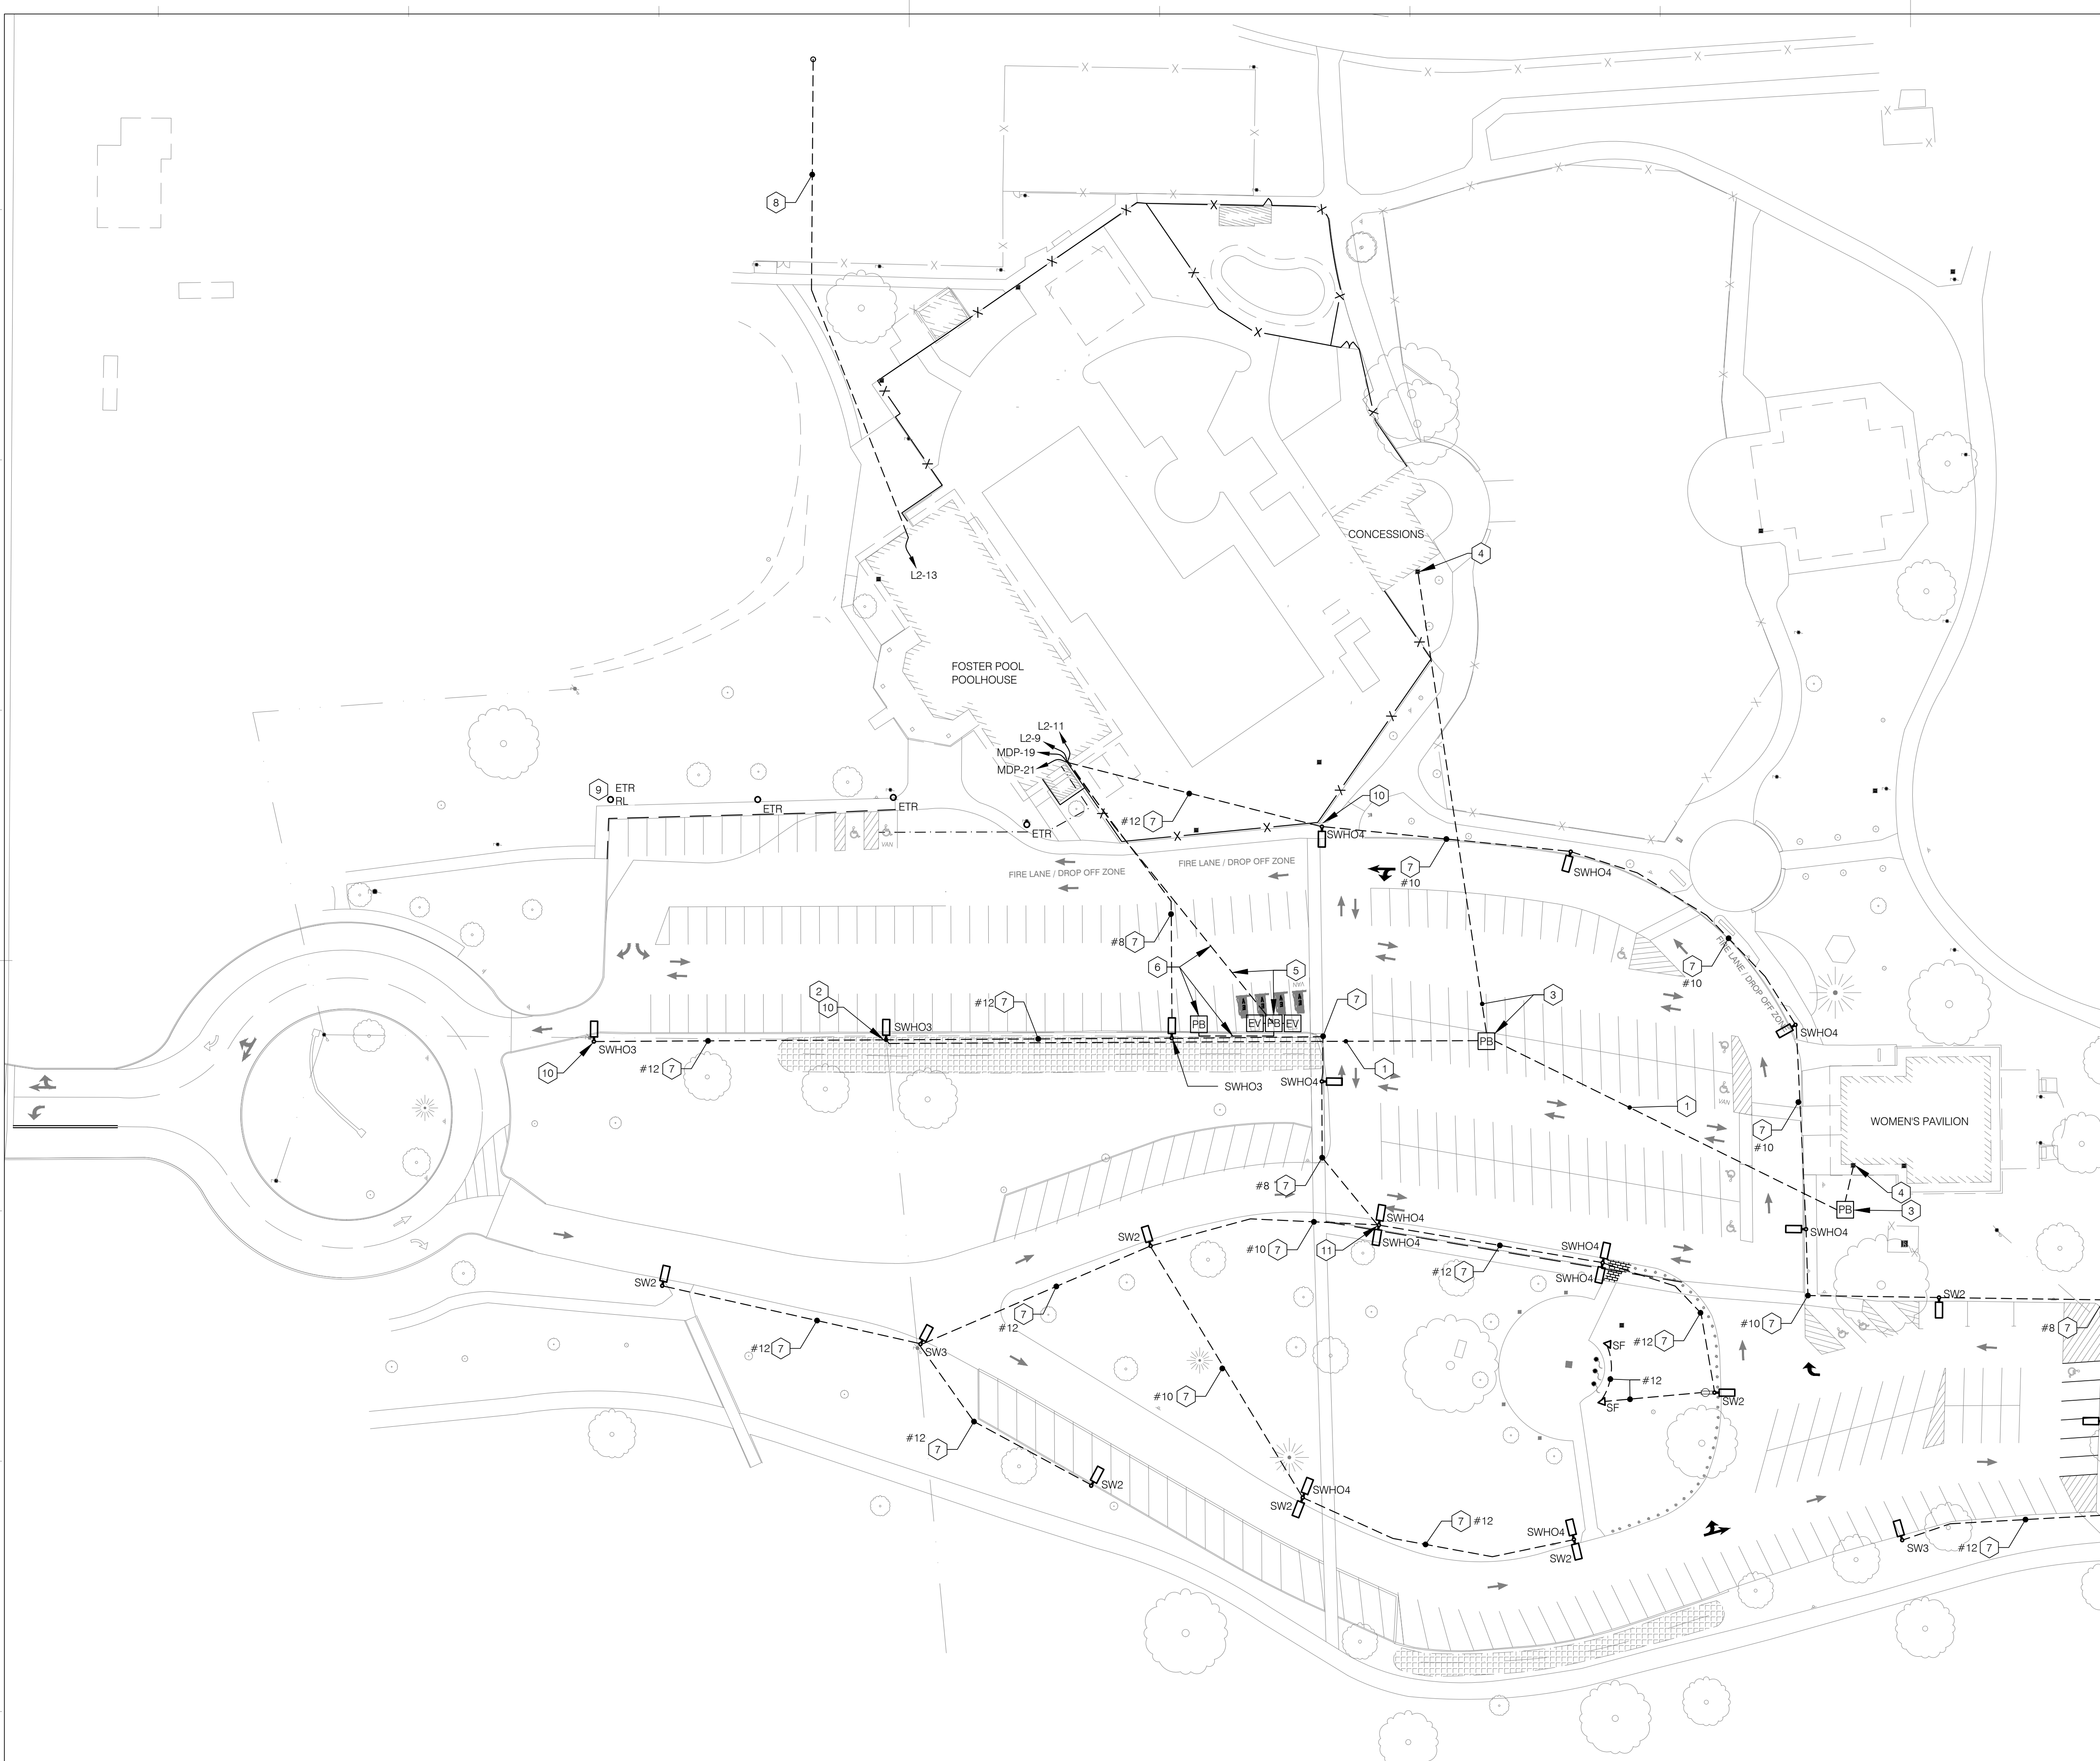 8
CONCESSIONS
4
L2-13
FOSTER POOL
POOLHOUSE
L2-11
L2-9
MDP-19
MDP-21
9
ETR
RL
ETR
ETR
ETR
VAN
#12
7
10
SWHO4
7
#10
SWHO4
FIRE LANE / DROP OFF ZONE
FIRE LANE / DROP OFF ZONE
FIRE LANE / DROP OFF ZONE
#8
7
6
5
7
#10
2
10
#12
7
3
7
VAN
SWHO3
PB
EV
PB
EV
SWHO4
SWHO3
10
#12
7
PB
1
SWHO4
SWHO3
1
VAN
7
#10
WOMEN'S PAVILION
#8
7
4
PB
3
SWHO4
SW2
SWHO4
#10
7
11
SWHO4
SWHO4
#12
7
SWHO4
SW2
SW2
#12
7
#10
7
#8
7
#12
7
SW3
SF
#12
7
#12
#10
7
SF
SW2
#12
7
SW2
SWHO4
SW2
7
#12
SWHO4
SW2
SW3
#12
7